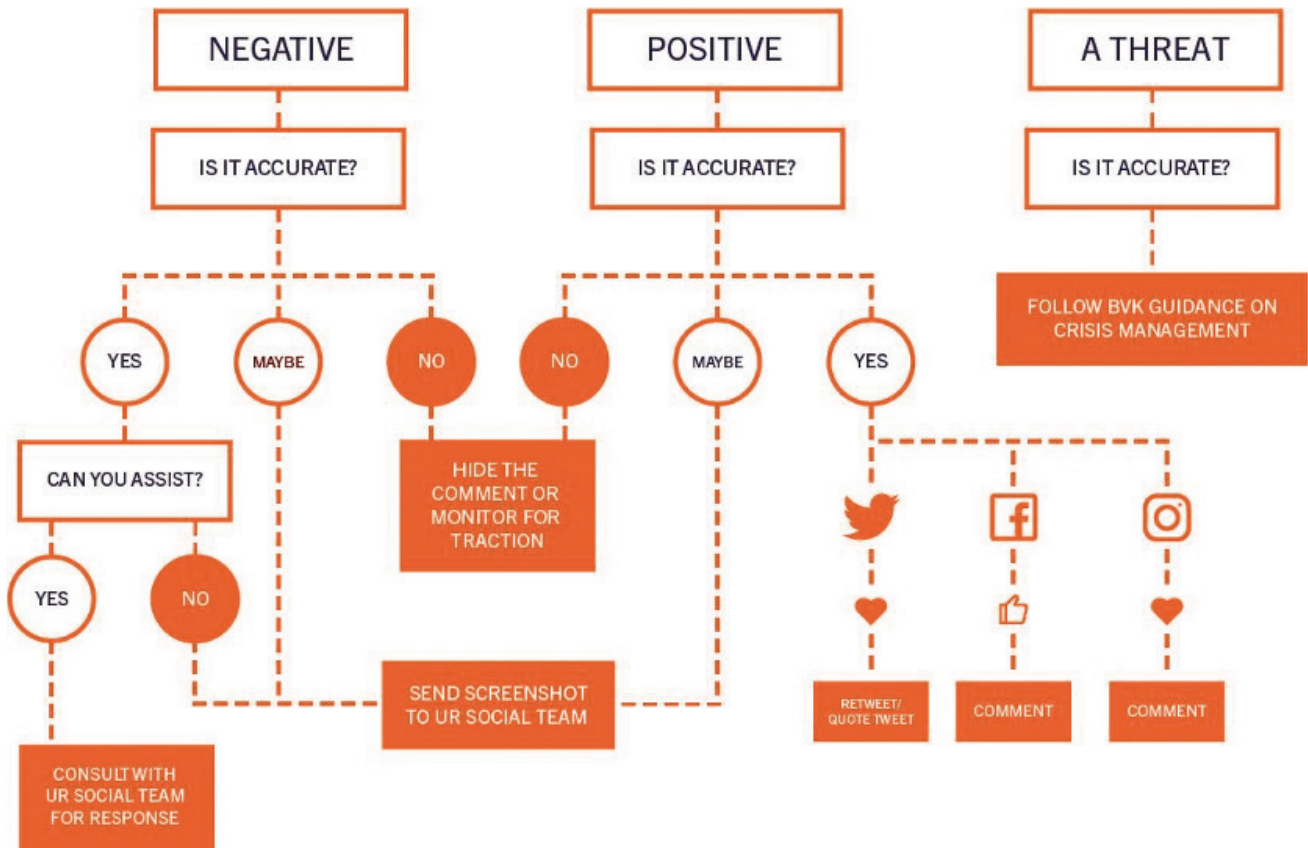 NEGATIVE
POSITIVE
A THREAT
IS IT ACCURATE?
IS IT ACCURATE?
IS IT ACCURATE?
FOLLOW BVK GUIDANCE ON
CRISIS MANAGEMENT
YES
MAYBE
NO
NO
MAYBE
YES
CAN YOU ASSIST?
HIDE THE
COMMENT OR
MONITOR FOR
TRACTION
YES
NO
SEND SCREENSHOT
TO UR SOCIAL TEAM
RETWEET/
QUOTE TWEET
COMMENT
COMMENT
CONSULT WITH
UR SOCIAL TEAM
FOR RESPONSE